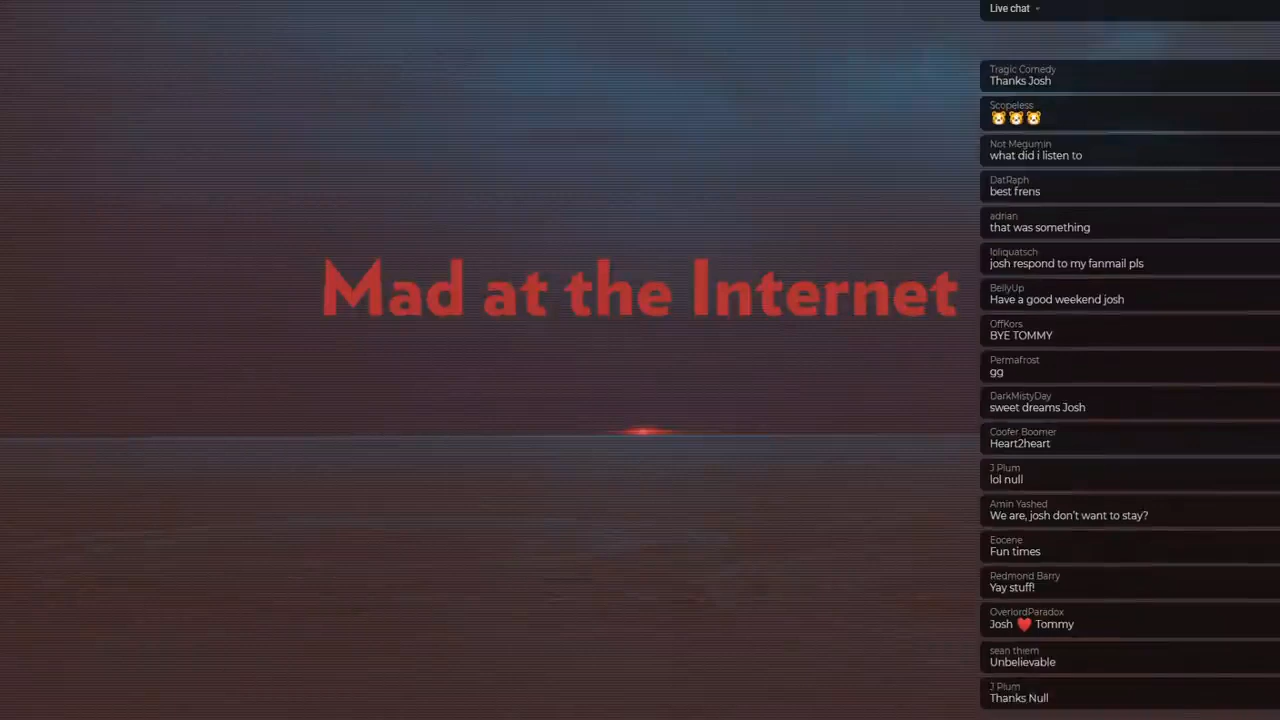 Live chat
Tragic Comedy
Thanks Josh
Scopeless
🐹🐹🐹
Not Megumin
what did i listen to
DatRaph
best frens
adrian
that was something
loliquatsch
josh respond to my fanmail pls
BellyUp
Have a good weekend josh
OffKors
BYE TOMMY
Permafrost
gg
DarkMistyDay
sweet dreams Josh
Coofer Boomer
Heart2heart
J Plum
lol null
Amin Yashed
We are, josh don't want to stay?
Eocene
Fun times
Redmond Barry
Yay stuff!
OverlordParadox
Josh ❤️ Tommy
sean thiem
Unbelievable
J Plum
Thanks Null
Mad at the Internet